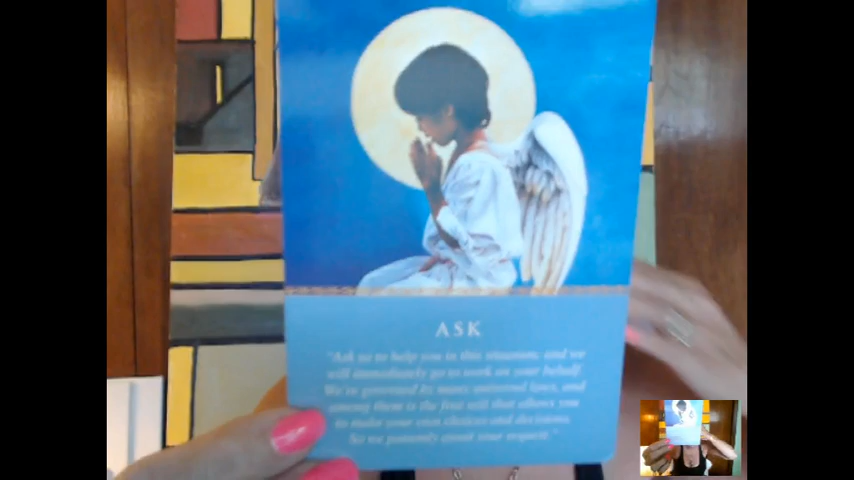 ASK
"Ask us to help you in this situation, and we
will immediately go to work on your behalf.
We're governed by many universal laws, and
among them is the free will that allows you
to make your own choices and decisions.
So we patiently await your request."